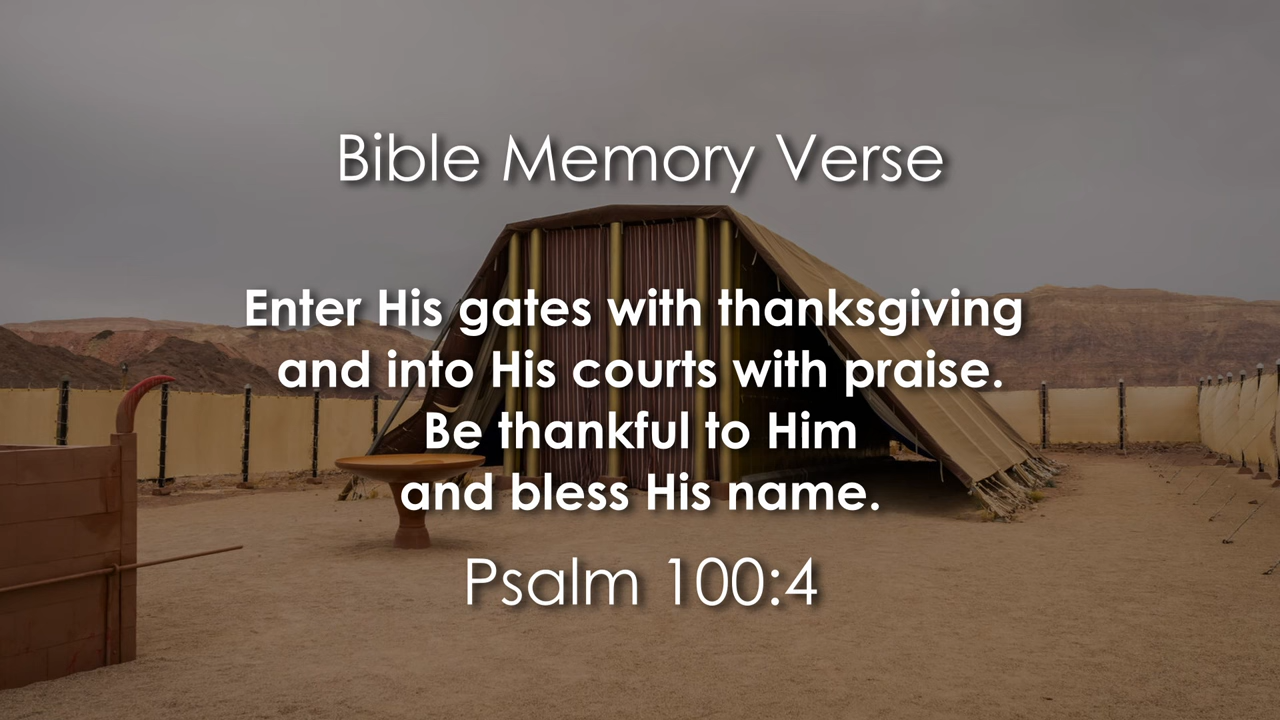 Bible Memory Verse
Enter His gates with thanksgiving
and into His courts with praise.
Be thankful to Him
and bless His name.
Psalm 100:4